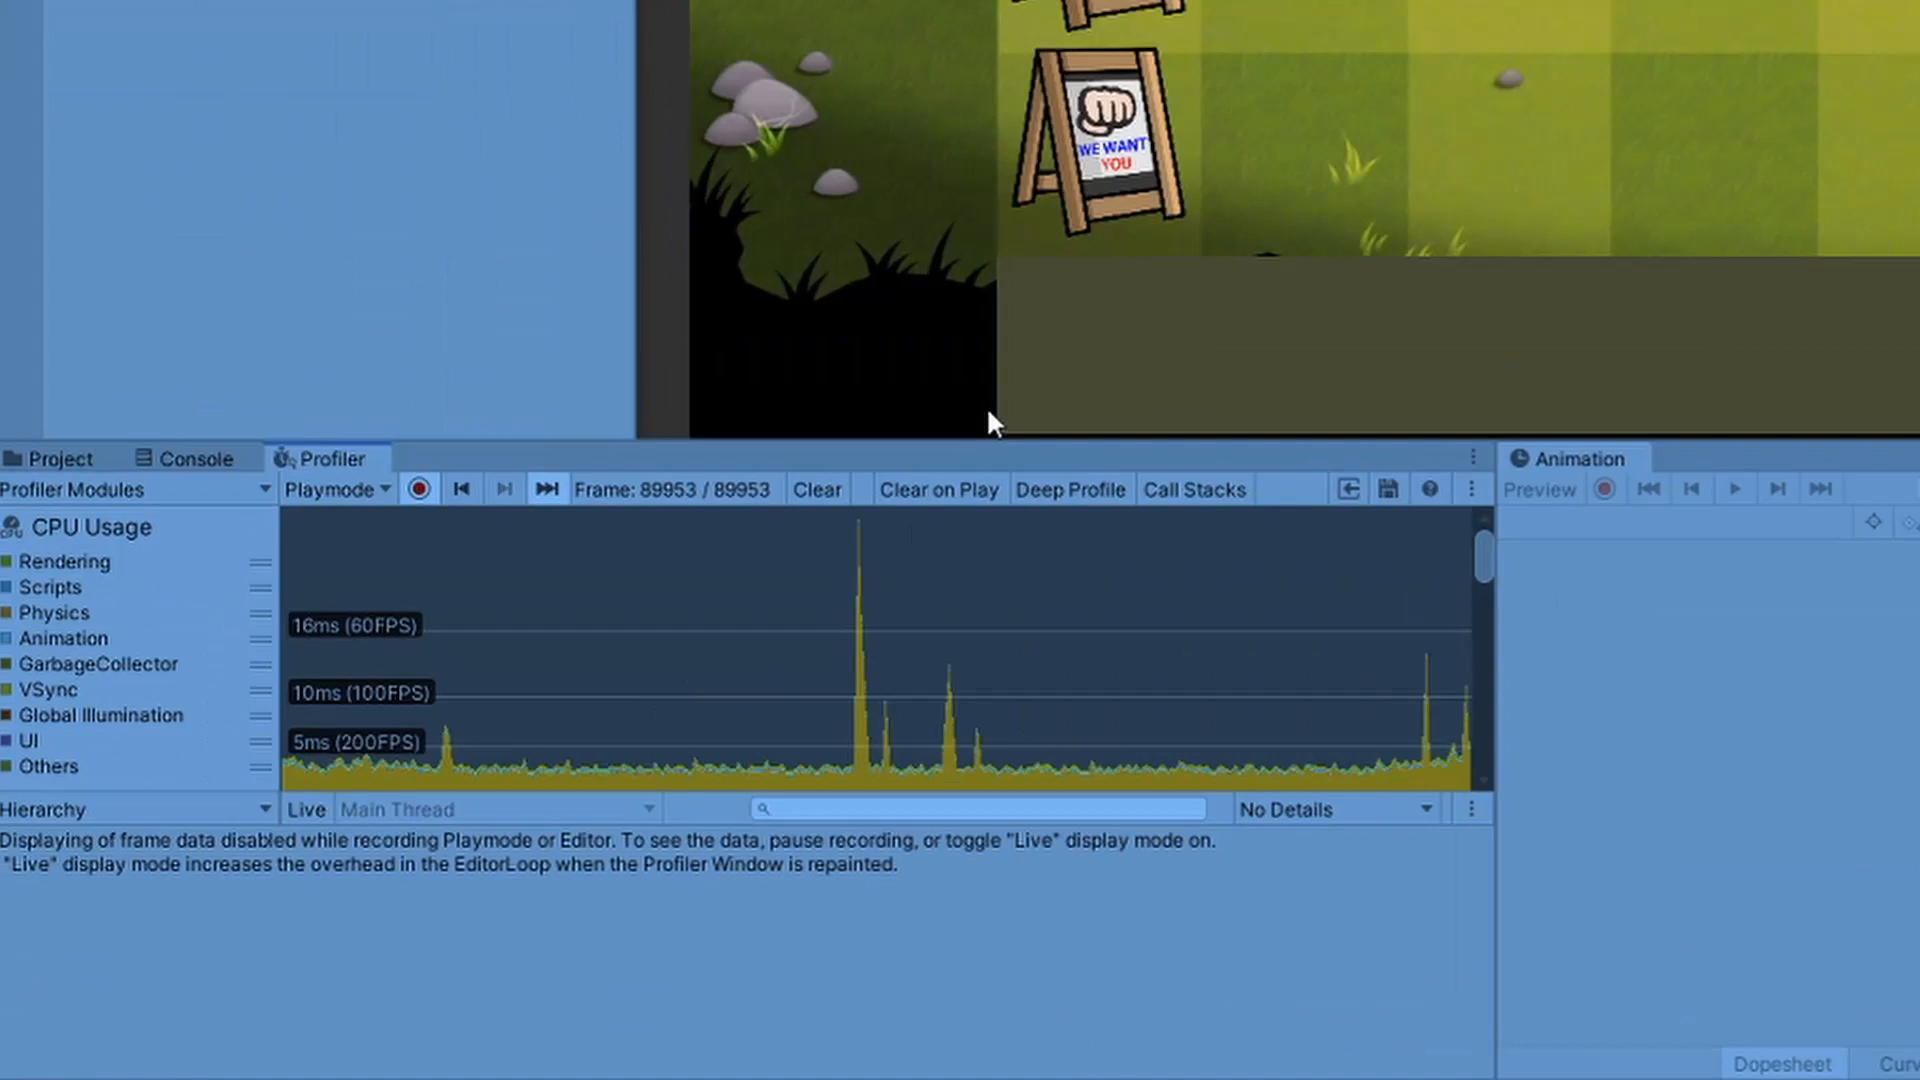 WE WANT
YOU
Project
Console
Profiler
Animation
Profiler Modules
Playmode
Frame: 89953 / 89953
Clear
Clear on Play
Deep Profile
Call Stacks
Preview
CPU Usage
Rendering
Scripts
Physics
Animation
GarbageCollector
VSync
Global Illumination
UI
Others
16ms (60FPS)
10ms (100FPS)
5ms (200FPS)
Hierarchy
Live
Main Thread
No Details
Displaying of frame data disabled while recording Playmode or Editor. To see the data, pause recording, or toggle "Live" display mode on.
"Live" display mode increases the overhead in the EditorLoop when the Profiler Window is repainted.
Dopesheet
Curv